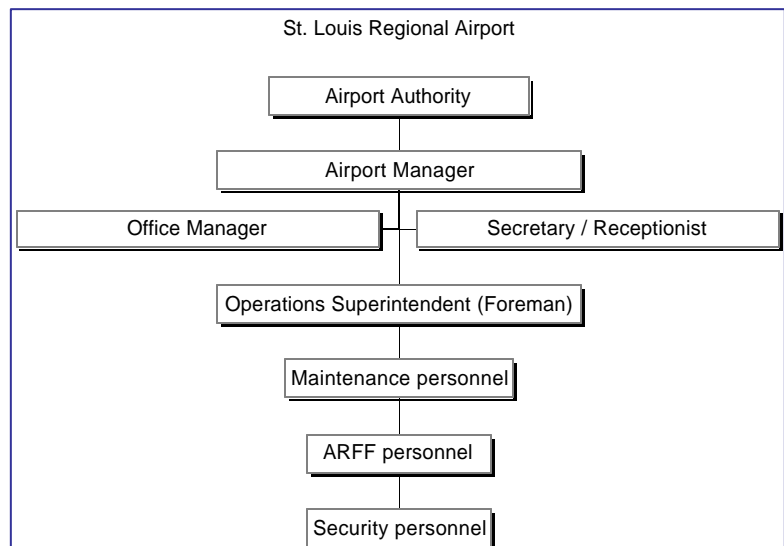 St. Louis Regional Airport
Airport Authority
Airport Manager
Office Manager
Secretary / Receptionist
Operations Superintendent (Foreman)
Maintenance personnel
ARFF personnel
Security personnel